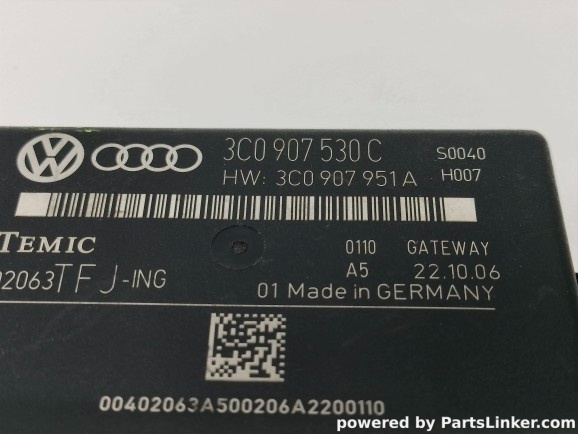 3C0 907 530 C S0040
HW: 3C0 907 951 A H007
TEMIC 0110 GATEWAY
02063TFJ-ING A5 22.10.06
01 Made in GERMANY
00402063A500206A2200110
powered by PartsLinker.com